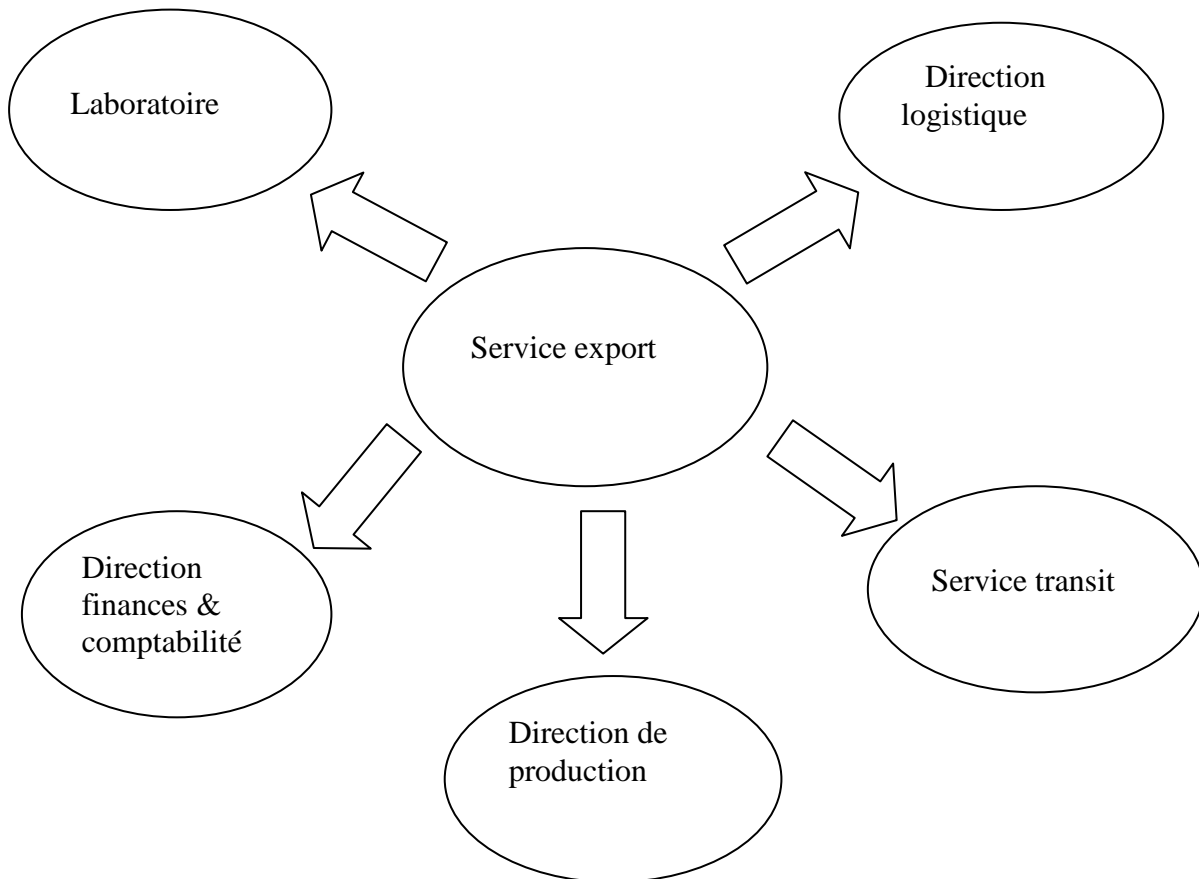 Laboratoire
Direction
logistique
Service export
Direction
finances &
comptabilité
Service transit
Direction de
production